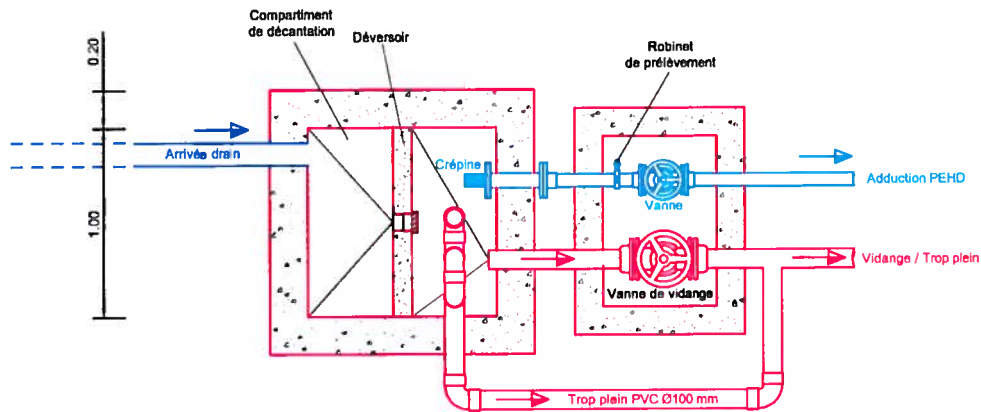 Compartiment
de décantation
Déversoir
Robinet
de prélèvement
0.20
1.00
Arrivée drain
Crépine
Vanne
Adduction PEHD
Vidange / Trop plein
Vanne de vidange
Trop plein PVC Ø100 mm